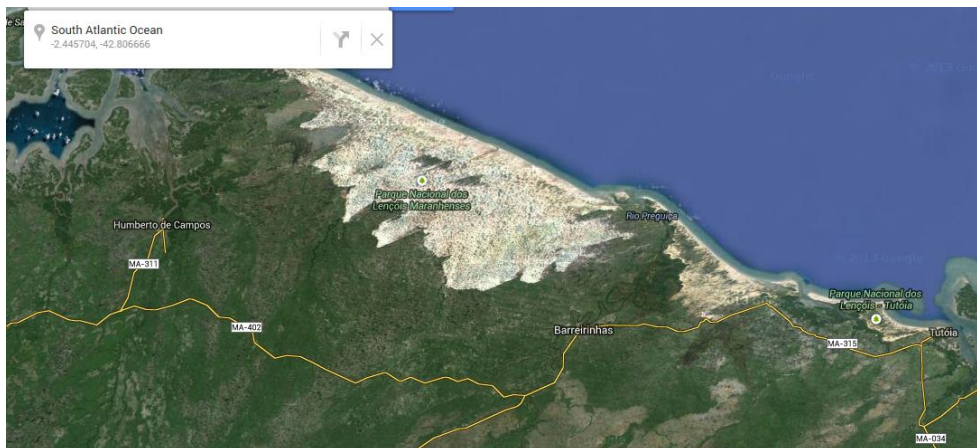 South Atlantic Ocean
-2.445704, -42.806666
Parque Nacional dos
Lençóis Maranhenses
Rio Preguiça
Humberto de Campos
MA-311
MA-402
Barreirinhas
Parque Nacional dos
Lençóis e Tutóia
Tutóia
MA-315
MA-034
Google